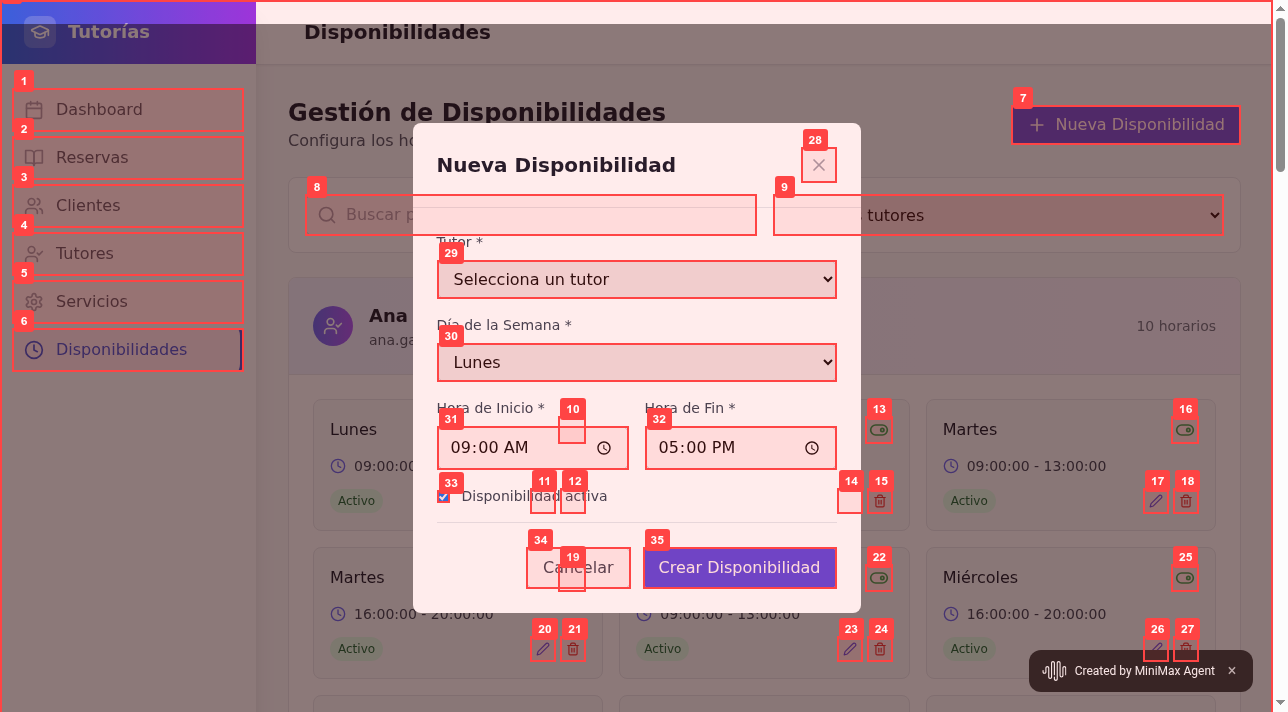 Tutorías
Disponibilidades
1
Dashboard
2
Reservas
3
Clientes
4
Tutores
5
Servicios
6
Disponibilidades
Gestión de Disponibilidades
Configura los
7
Nueva Disponibilidad
8
Buscar
9
tutores
Ana
10 horarios
Nueva Disponibilidad
28
Tutor *
29
Selecciona un tutor
Día de la Semana *
30
Lunes
Hora de Inicio *
10
31
09:00 AM
Hora de Fin *
32
05:00 PM
33
Disponibilidad activa
11
12
34
Cancelar
19
35
Crear Disponibilidad
Lunes
09:00:00
Activo
13
14
15
Martes
16
09:00:00 - 13:00:00
Activo
17
18
Martes
16:00:00 - 20:00:00
Activo
20
21
22
09:00:00 - 13:00:00
Activo
23
24
Miércoles
25
16:00:00 - 20:00:00
Activo
26
27
Created by MiniMax Agent ×